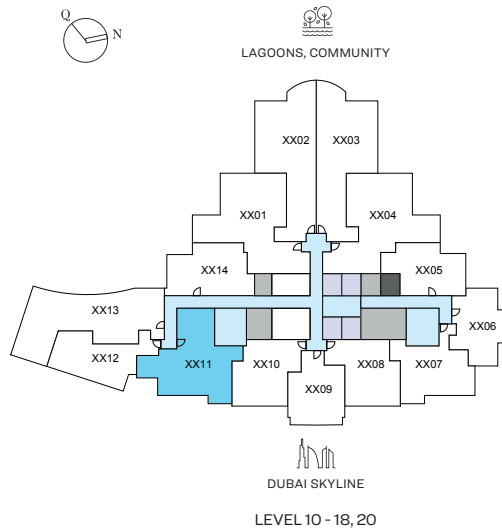 Q
N
LAGOONS, COMMUNITY
XX02
XX03
XX01
XX04
XX14
XX05
XX13
XX06
XX12
XX11
XX10
XX08
XX07
XX09
DUBAI SKYLINE
LEVEL 10 - 18, 20